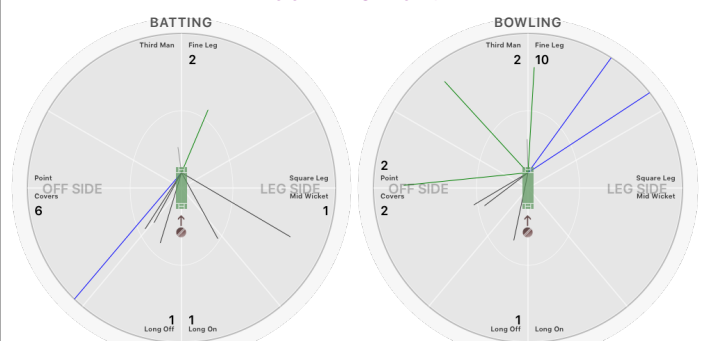 BATTING
Third Man Fine Leg
2
Point
OFF SIDE
Covers
6
Square Leg
LEG SIDE
Mid Wicket
1
1 1
Long Off Long On
BOWLING
Third Man Fine Leg
2 10
2
Point
OFF SIDE
Covers
2
Square Leg
LEG SIDE
Mid Wicket
1
Long Off Long On